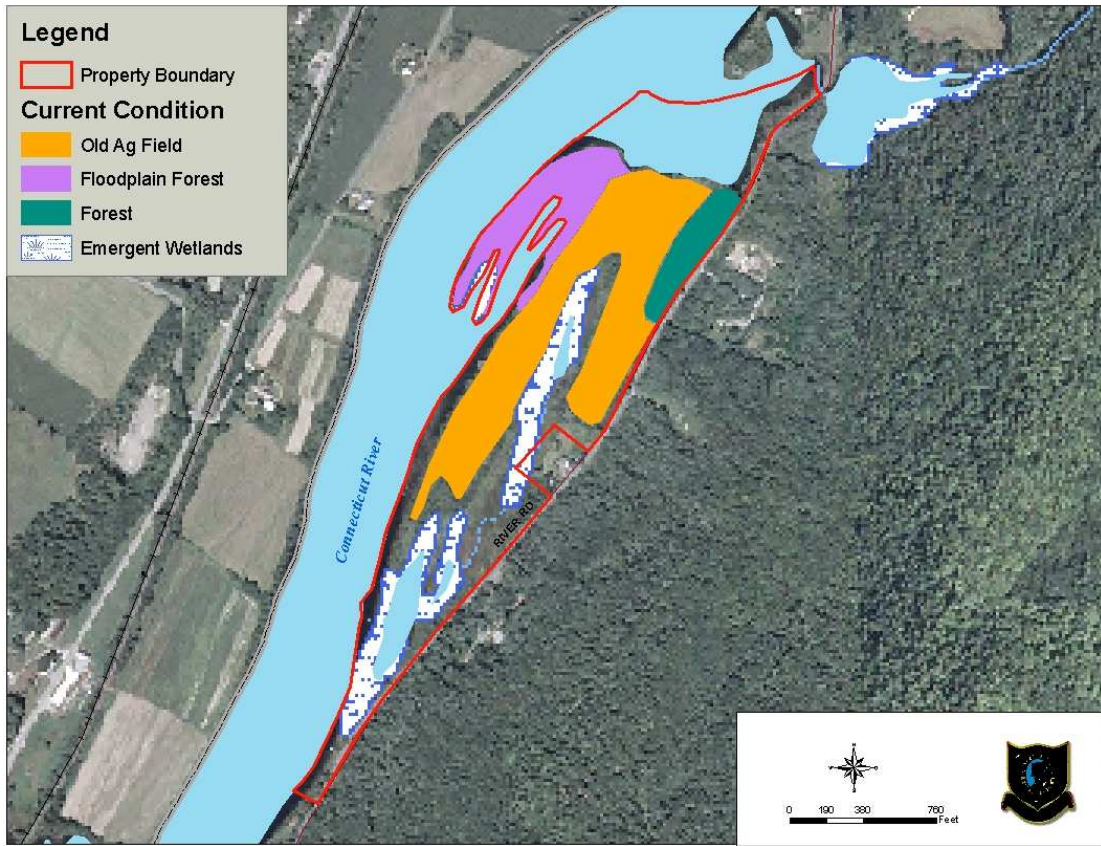 Legend
Property Boundary
Current Condition
Old Ag Field
Floodplain Forest
Forest
Emergent Wetlands
Connecticut River
RIVER RD
0 190 380 760
Feet